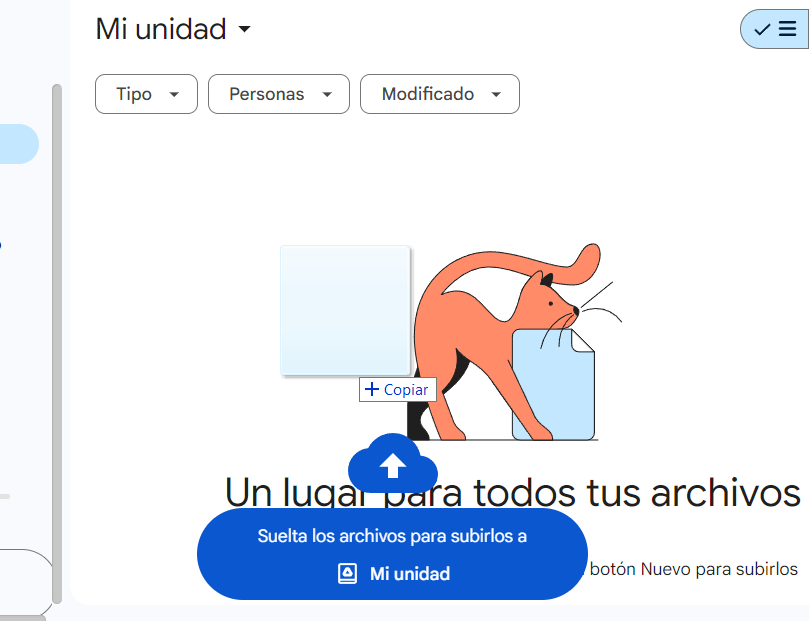 Mi unidad
Tipo
Personas
Modificado
Copiar
Un lugar para todos tus archivos
Suelta los archivos para subirlos a
Mi unidad
botón Nuevo para subirlos